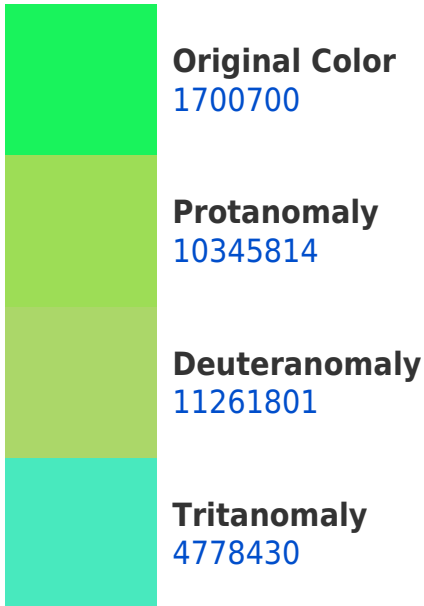 Original Color
1700700
Protanomaly
10345814
Deuteranomaly
11261801
Tritanomaly
4778430